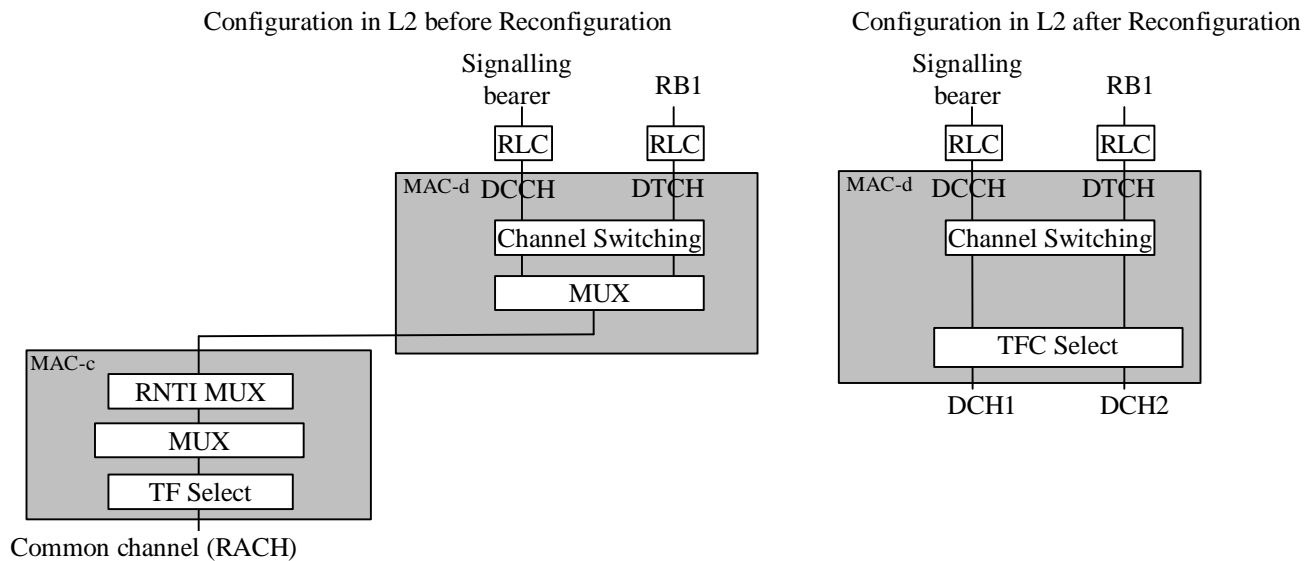 Configuration in L2 before Reconfiguration
Signalling
bearer
RB1
RLC
RLC
MAC-d
DCCH
DTCH
Channel Switching
MUX
MAC-c
RNTI MUX
MUX
TF Select
Common channel (RACH)
Configuration in L2 after Reconfiguration
Signalling
bearer
RB1
RLC
RLC
MAC-d
DCCH
DTCH
Channel Switching
TFC Select
DCH1
DCH2